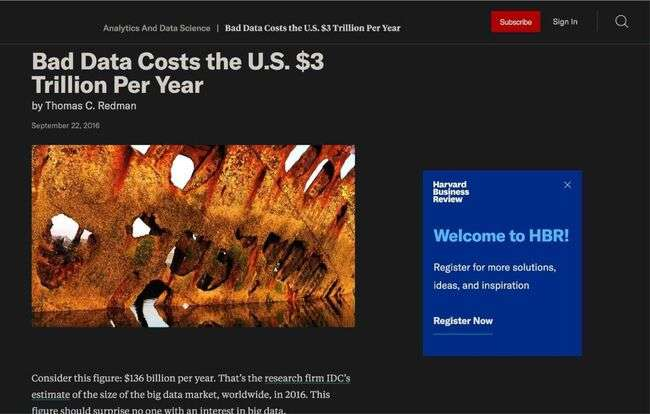 Analytics And Data Science | Bad Data Costs the U.S. $3 Trillion Per Year
Subscribe
Sign In
Bad Data Costs the U.S. $3
Trillion Per Year
by Thomas C. Redman
September 22, 2016
Harvard
Business
Review
Welcome to HBR!
Register for more solutions,
ideas, and inspiration
Register Now
Consider this figure: $136 billion per year. That's the research firm IDC's
estimate of the size of the big data market, worldwide, in 2016. This
figure should surprise no one with an interest in big data.